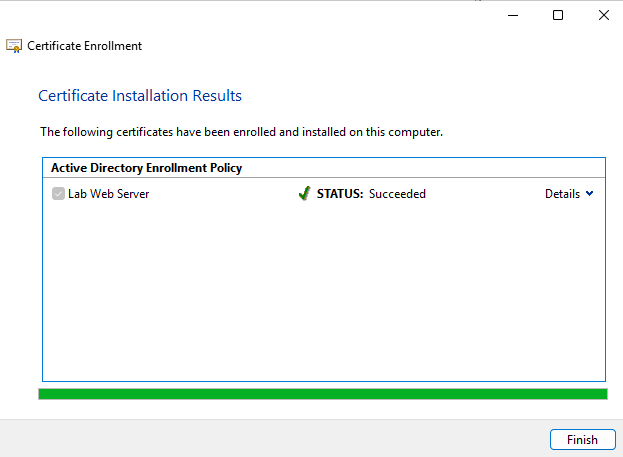 Certificate Enrollment
Certificate Installation Results
The following certificates have been enrolled and installed on this computer.
Active Directory Enrollment Policy
Lab Web Server STATUS: Succeeded Details
Finish